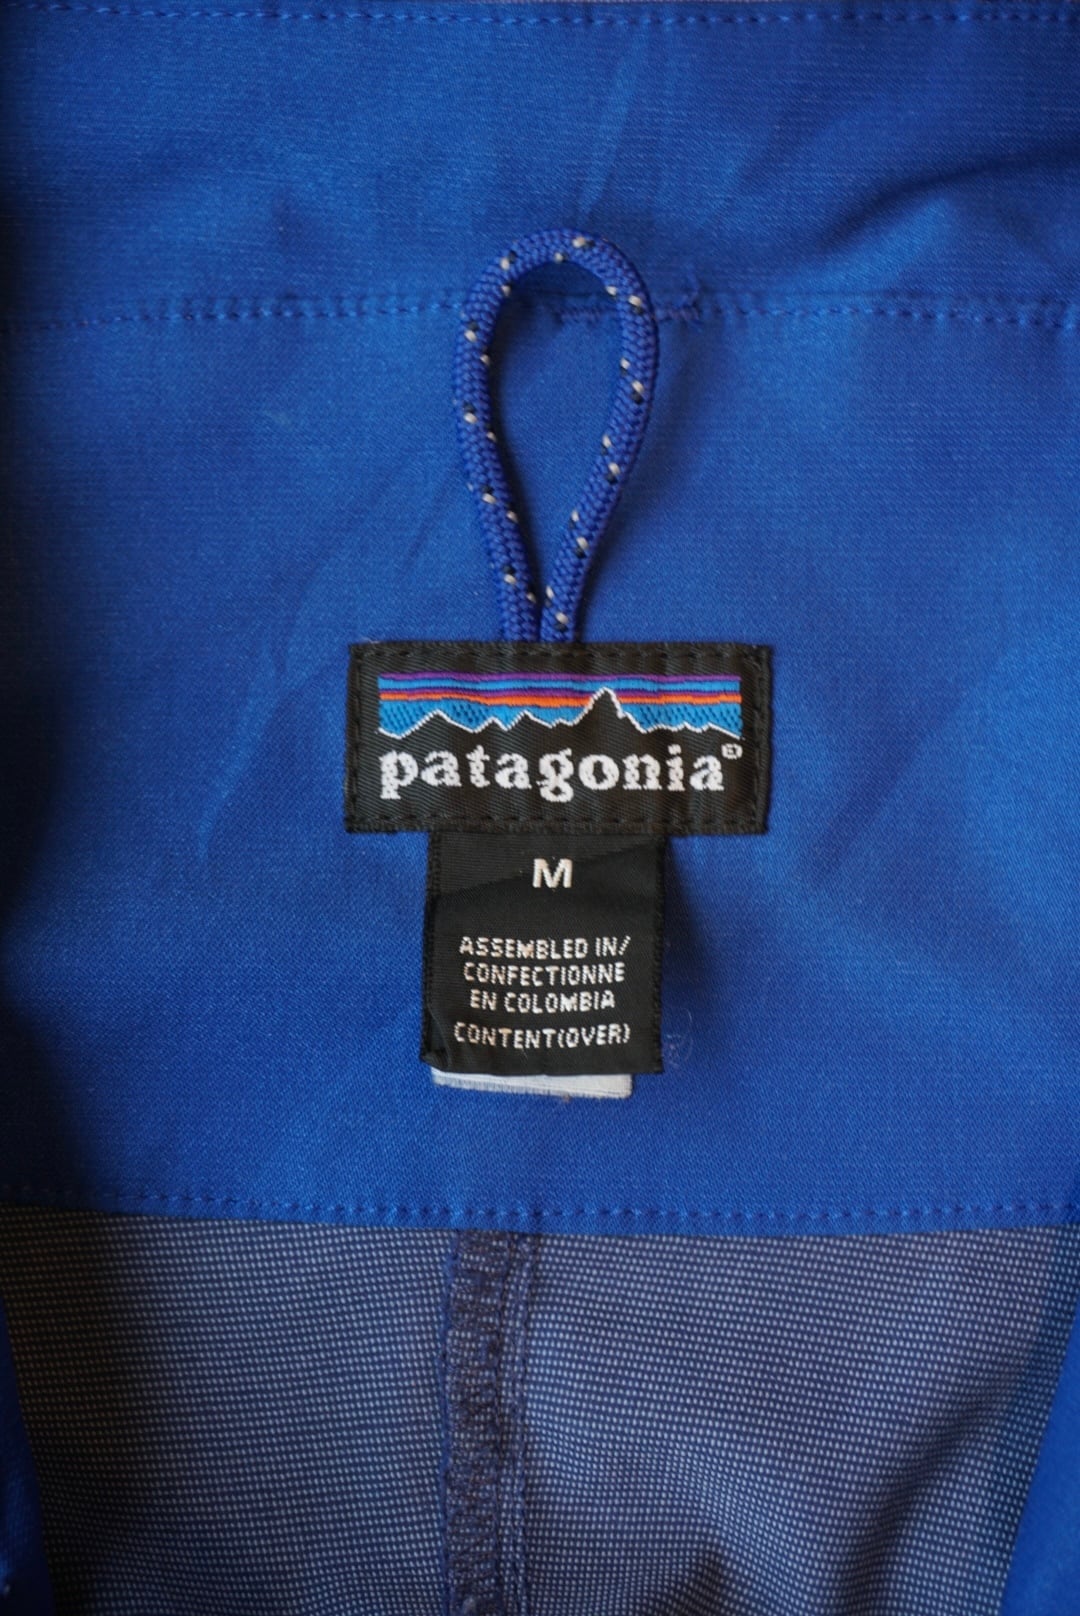 patagonia®
M
ASSEMBLED IN/
CONFECTIONNE
EN COLOMBIA
CONTENT(OVER)